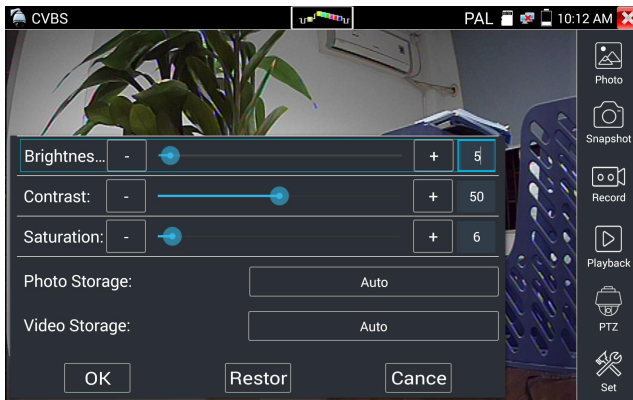 CVBS PAL 10:12 AM
Photo
Snapshot
Brightnes... - + 5
Record
Contrast: - + 50
Saturation: - + 6
Playback
Photo Storage: Auto
Video Storage: Auto
PTZ
OK Restor Cance
Set